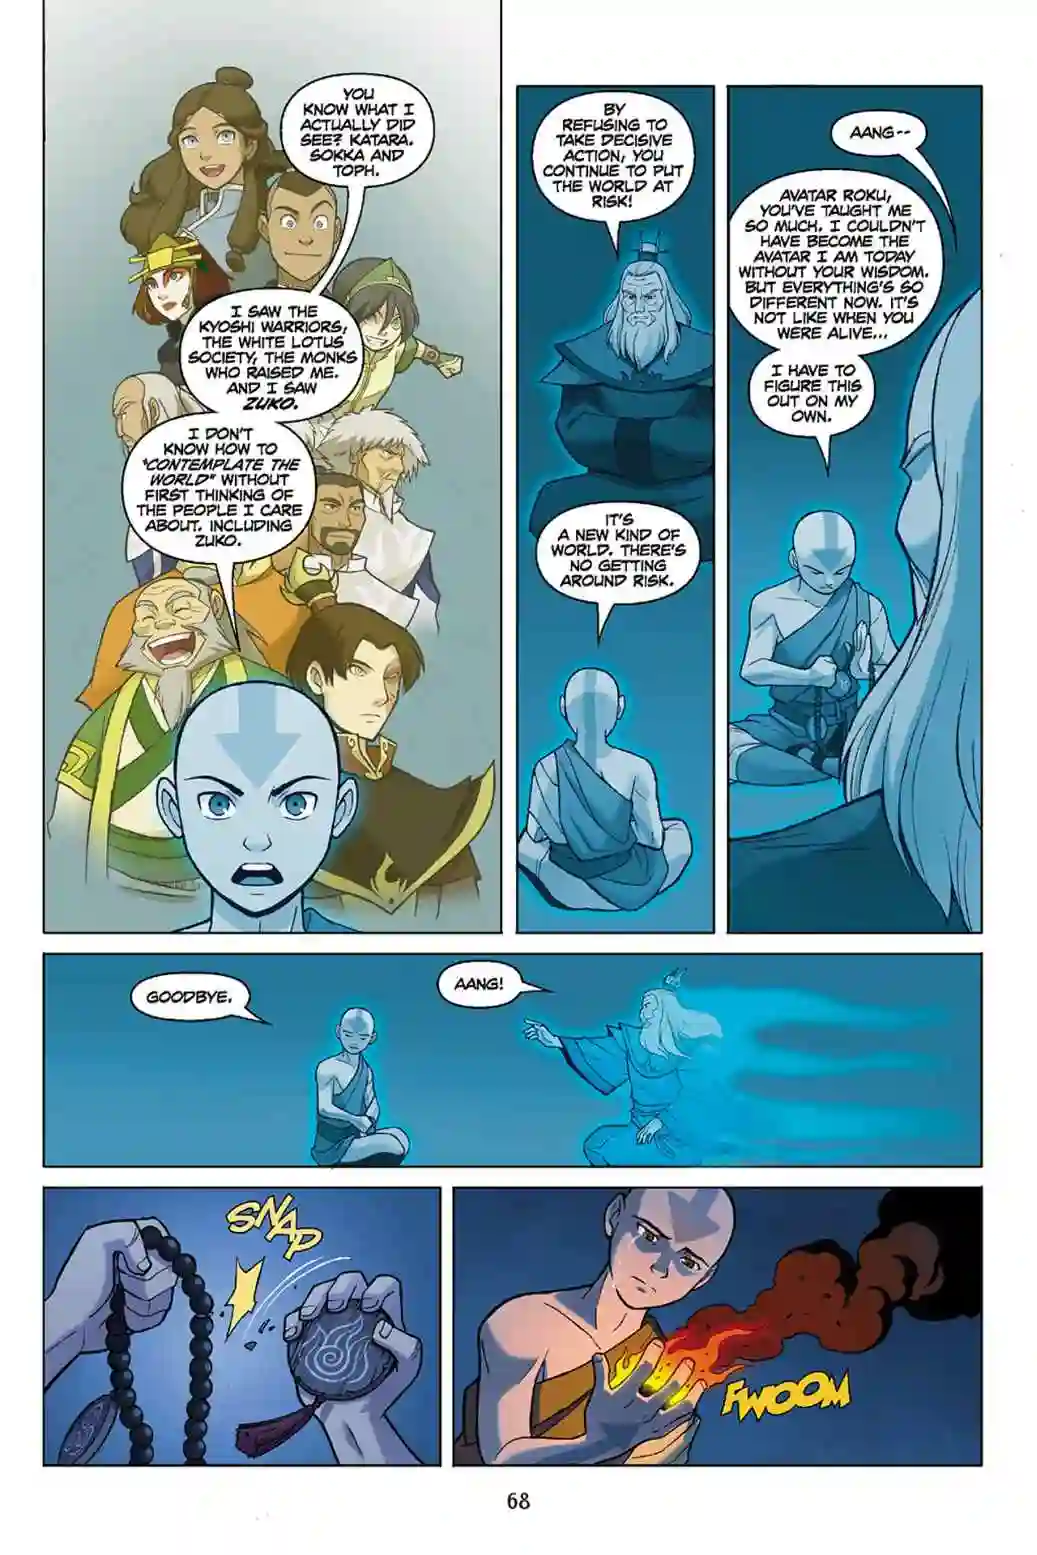 YOU
KNOW WHAT I
ACTUALLY DID
SEE? KATARA.
SOKKA AND
TOPH.
I SAW THE
KYOSHI WARRIORS,
THE WHITE LOTUS
SOCIETY, THE MONKS
WHO RAISED ME.
AND I SAW
ZUKO.
I DON'T
KNOW HOW TO
"CONTEMPLATE THE
WORLD" WITHOUT
FIRST THINKING OF
THE PEOPLE I CARE
ABOUT. INCLUDING
ZUKO.
BY
REFUSING TO
TAKE DECISIVE
ACTION, YOU
CONTINUE TO PUT
THE WORLD AT
RISK!
IT'S
A NEW KIND OF
WORLD. THERE'S
NO GETTING
AROUND RISK.
AANG--
AVATAR ROKU,
YOU'VE TAUGHT ME
SO MUCH. I COULDN'T
HAVE BECOME THE
AVATAR I AM TODAY
WITHOUT YOUR WISDOM.
BUT EVERYTHING'S SO
DIFFERENT NOW. IT'S
NOT LIKE WHEN YOU
WERE ALIVE...
I HAVE TO
FIGURE THIS
OUT ON MY
OWN.
GOODBYE.
AANG!
SNAP
FWOOM
68